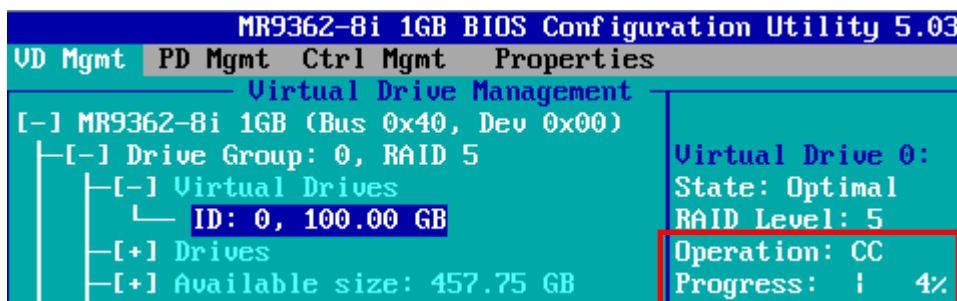 MR9362-8i 1GB BIOS Configuration Utility 5.03
VD Mgmt PD Mgmt Ctrl Mgmt Properties
Virtual Drive Management
[-] MR9362-8i 1GB (Bus 0x40, Dev 0x00)
[-] Drive Group: 0, RAID 5
Virtual Drive 0:
[-] Virtual Drives
State: Optimal
ID: 0, 100.00 GB
RAID Level: 5
[+] Drives
Operation: CC
[+] Available size: 457.75 GB
Progress: | 4%